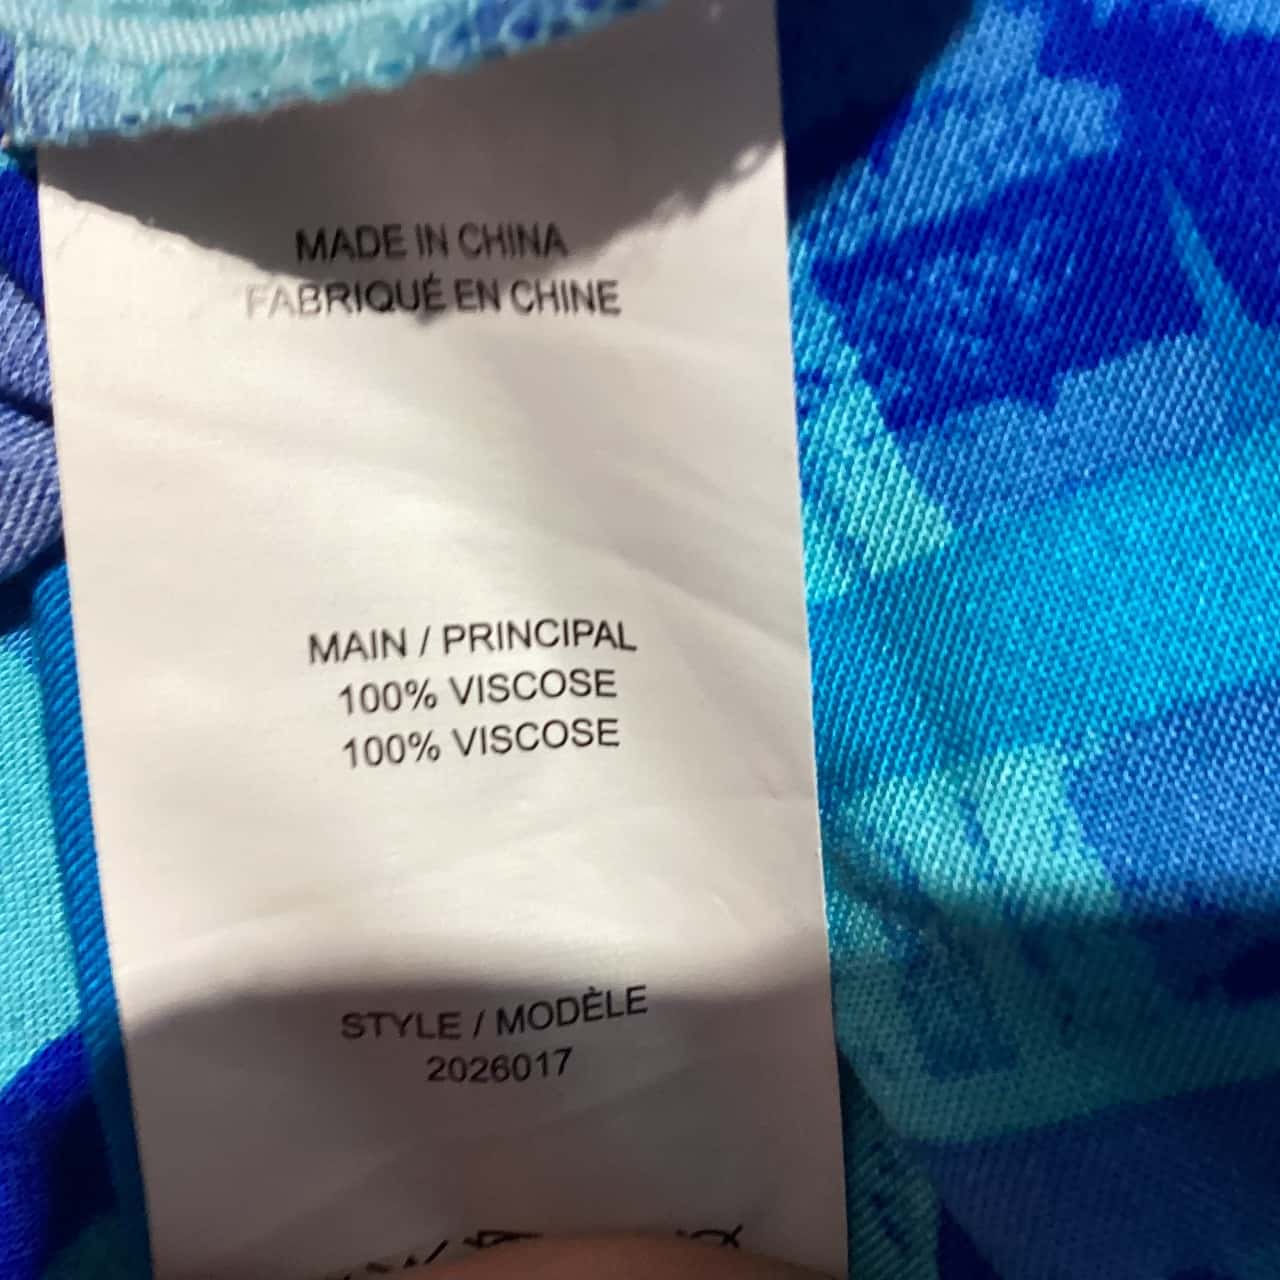 MADE IN CHINA
FABRIQUÉ EN CHINE
MAIN / PRINCIPAL
100% VISCOSE
100% VISCOSE
STYLE / MODÈLE
2026017